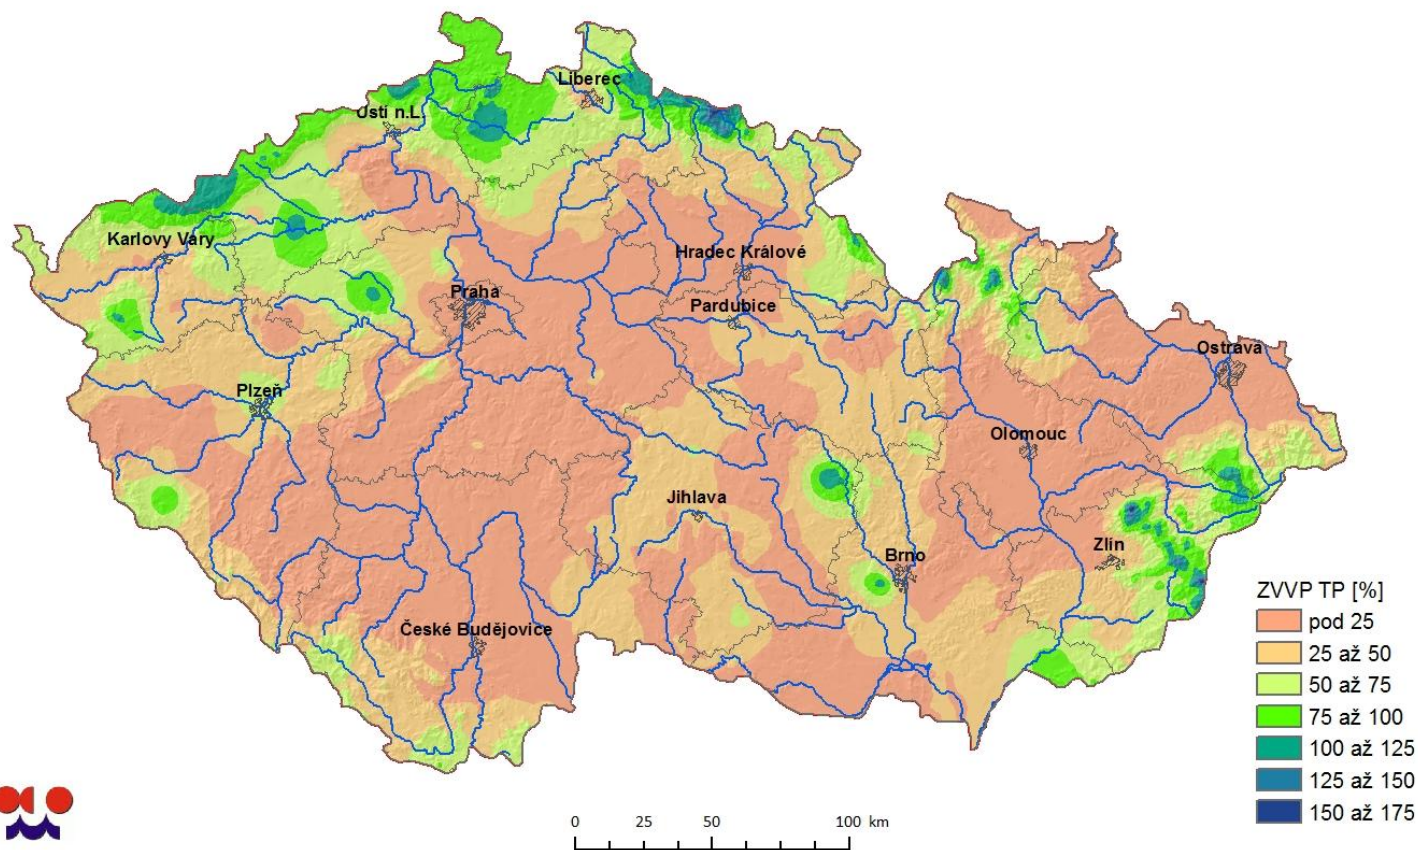 Liberec
Ústí n.L.
Karlovy Vary
Hradec Králové
Praha
Pardubice
Ostrava
Plzeň
Olomouc
Jihlava
Zlín
Brno
České Budějovice
ZVVP TP [%]
pod 25
25 až 50
50 až 75
75 až 100
100 až 125
125 až 150
150 až 175
0 25 50 100 km